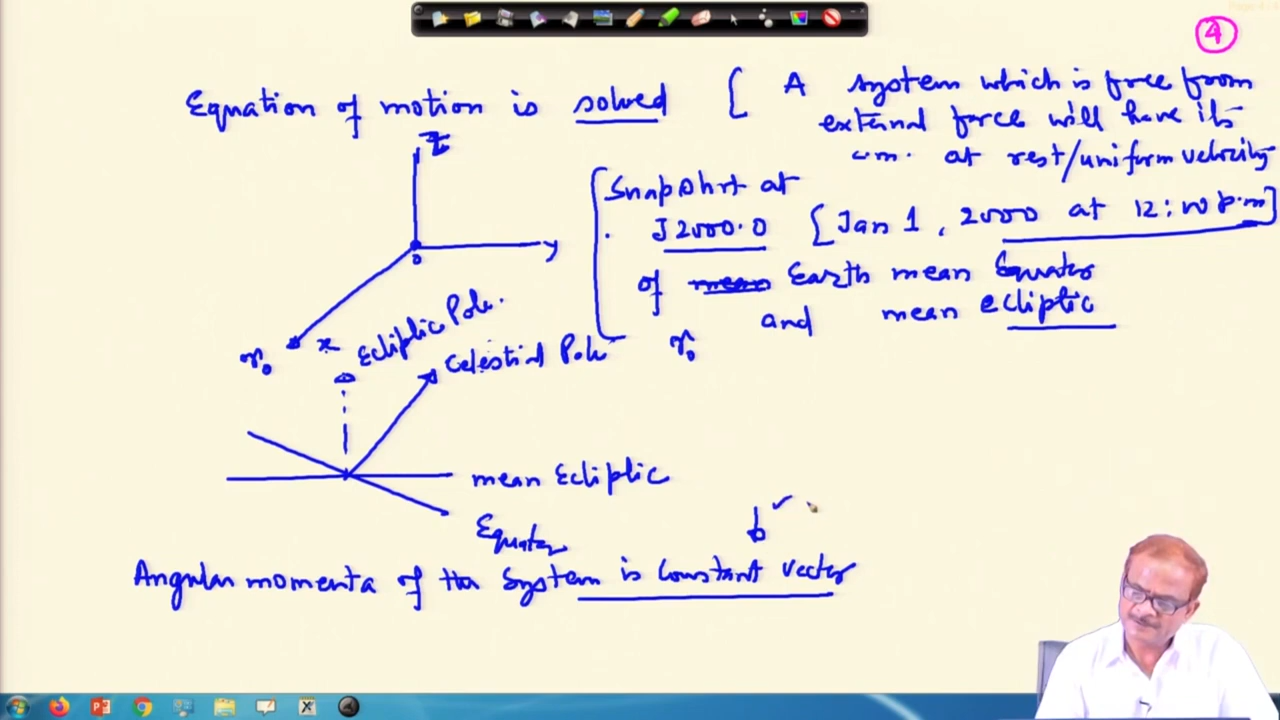 4
Equation of motion is solved [ A system which is free from
external force will have its
c.m. at rest/uniform velocity
Z
y
o
Snapshot at
J2000.0 [Jan 1, 2000 at 12:00 p.m]
of mean Earth mean Equator
and mean ecliptic
Ecliptic Pole.
Celestial Pole
mean Ecliptic
Equator
Angular momenta of the system is constant vector